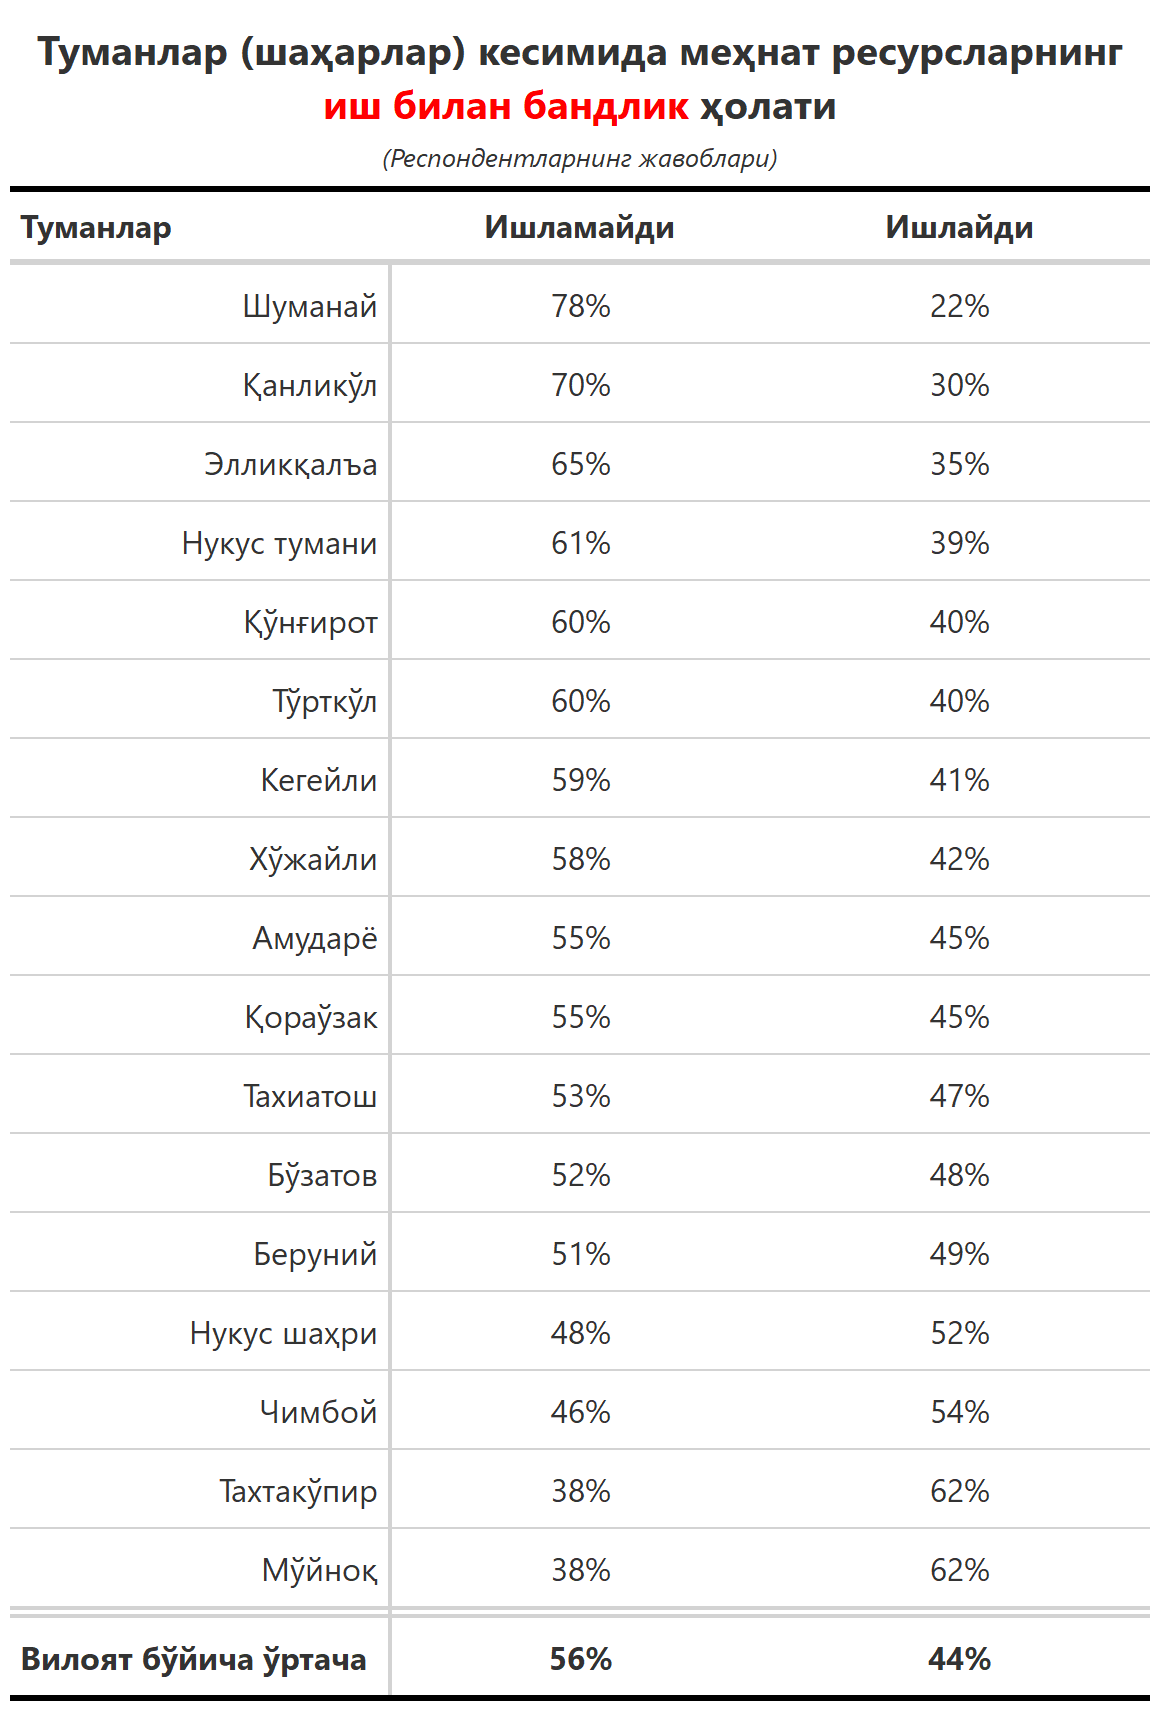 Туманлар (шаҳарлар) кесимида меҳнат ресурсларнинг
иш билан бандлик ҳолати
(Респондентларнинг жавоблари)
Туманлар Ишламайди Ишлайди
Шуманай 78% 22%
Қанликўл 70% 30%
Элликқалъа 65% 35%
Нукус тумани 61% 39%
Қўнғирот 60% 40%
Тўрткўл 60% 40%
Кегейли 59% 41%
Хўжайли 58% 42%
Амударё 55% 45%
Қораўзак 55% 45%
Тахиатош 53% 47%
Бўзатов 52% 48%
Беруний 51% 49%
Нукус шаҳри 48% 52%
Чимбой 46% 54%
Тахтакўпир 38% 62%
Мўйноқ 38% 62%
Вилоят бўйича ўртача 56% 44%